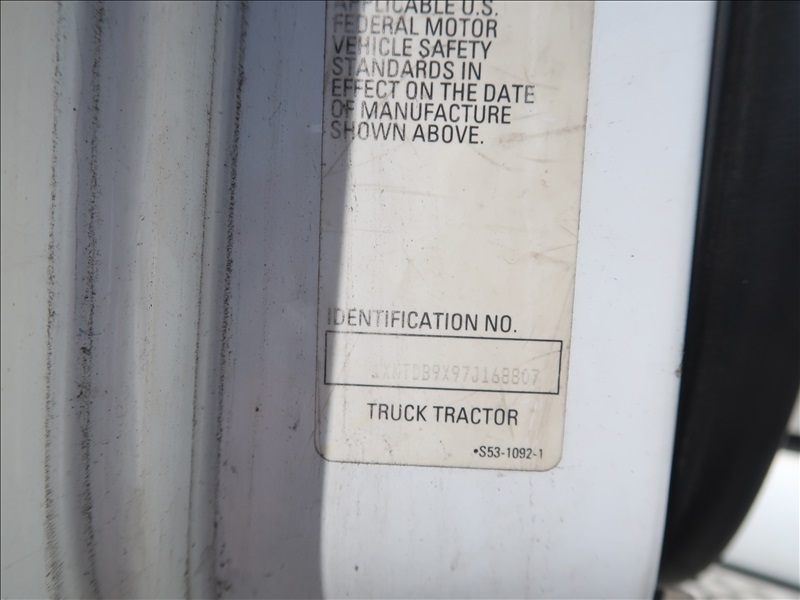 APPLICABLE U.S.
FEDERAL MOTOR
VEHICLE SAFETY
STANDARDS IN
EFFECT ON THE DATE
OF MANUFACTURE
SHOWN ABOVE.
IDENTIFICATION NO.
TRUCK TRACTOR
•S53-1092-1